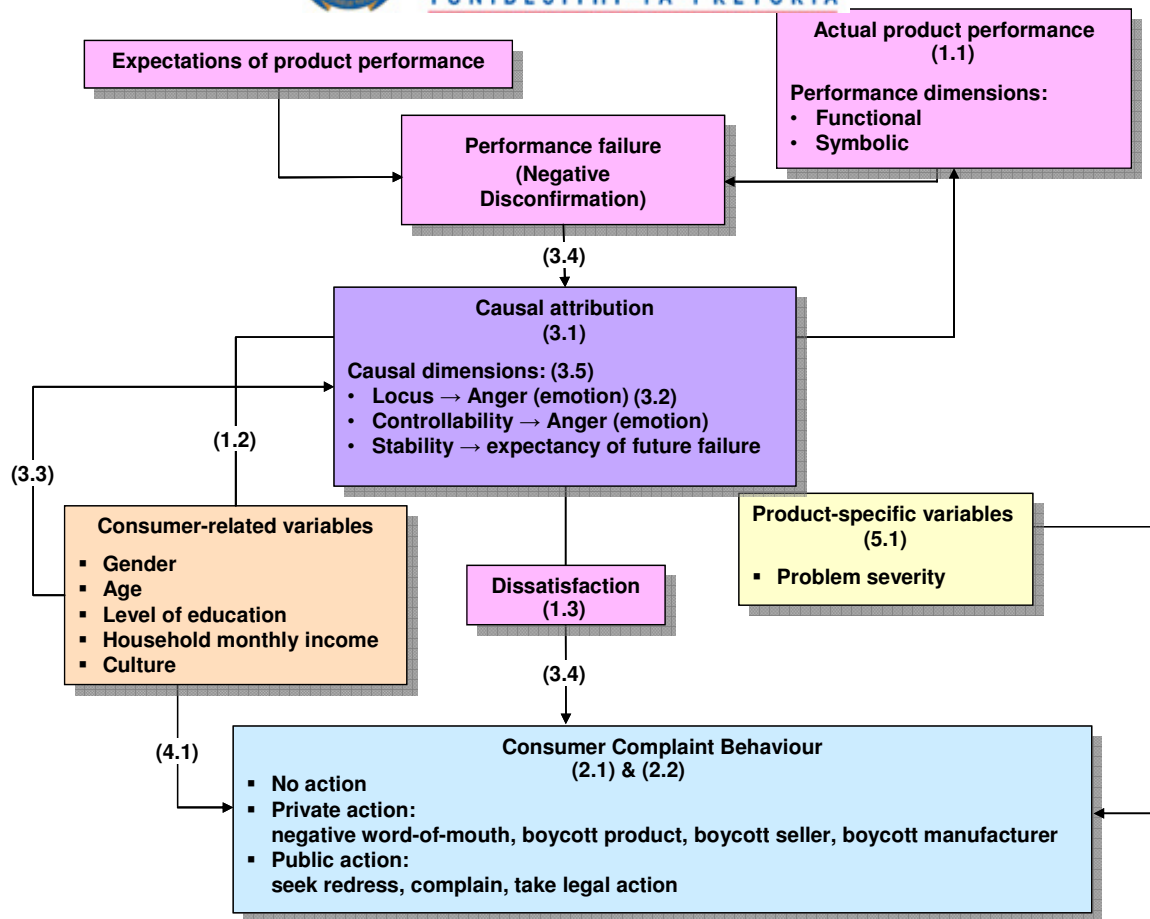 Actual product performance
(1.1)
Performance dimensions:
• Functional
• Symbolic
Expectations of product performance
Performance failure
(Negative
Disconfirmation)
(3.4)
Causal attribution
(3.1)
Causal dimensions: (3.5)
• Locus → Anger (emotion) (3.2)
• Controllability → Anger (emotion)
• Stability → expectancy of future failure
(1.2)
(3.3)
Consumer-related variables
▪ Gender
▪ Age
▪ Level of education
▪ Household monthly income
▪ Culture
Product-specific variables
(5.1)
▪ Problem severity
Dissatisfaction
(1.3)
(3.4)
(4.1)
Consumer Complaint Behaviour
(2.1) & (2.2)
▪ No action
▪ Private action:
negative word-of-mouth, boycott product, boycott seller, boycott manufacturer
▪ Public action:
seek redress, complain, take legal action